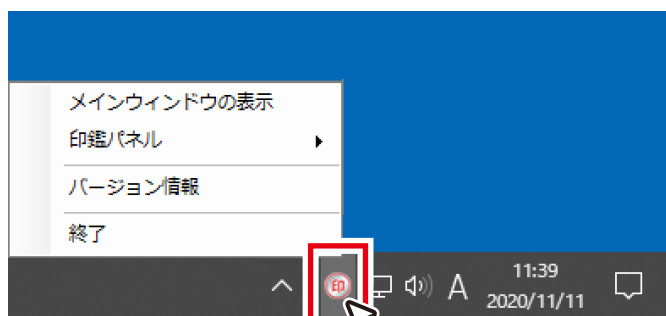 メインウィンドウの表示
印鑑パネル
バージョン情報
終了
印
A
11:39
2020/11/11